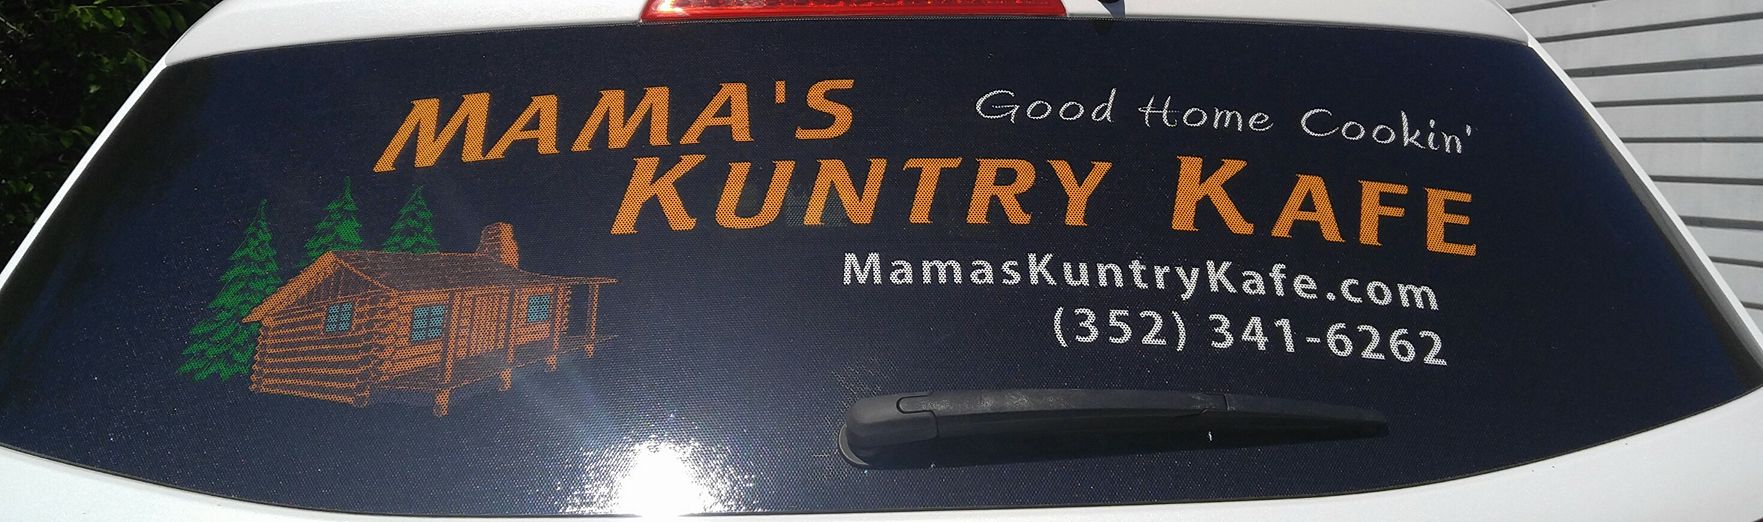 MAMA'S
Good Home Cookin'
KUNTRY KAFE
MamasKuntryKafe.com
(352) 341-6262